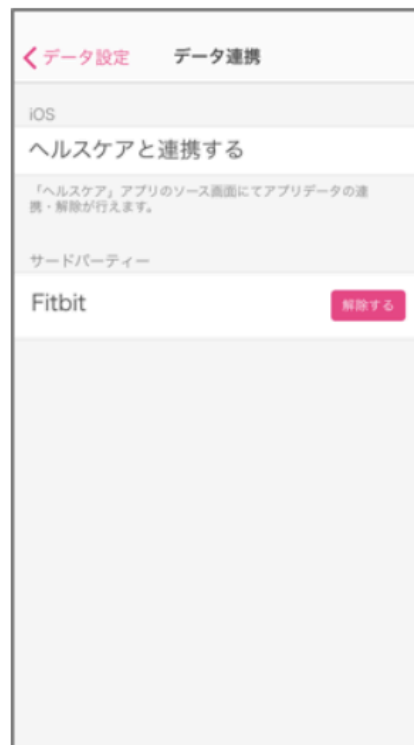 データ設定 データ連携
iOS
ヘルスケアと連携する
「ヘルスケア」アプリのソース画面にてアプリデータの連
携・解除が行えます。
サードパーティー
Fitbit 解除する